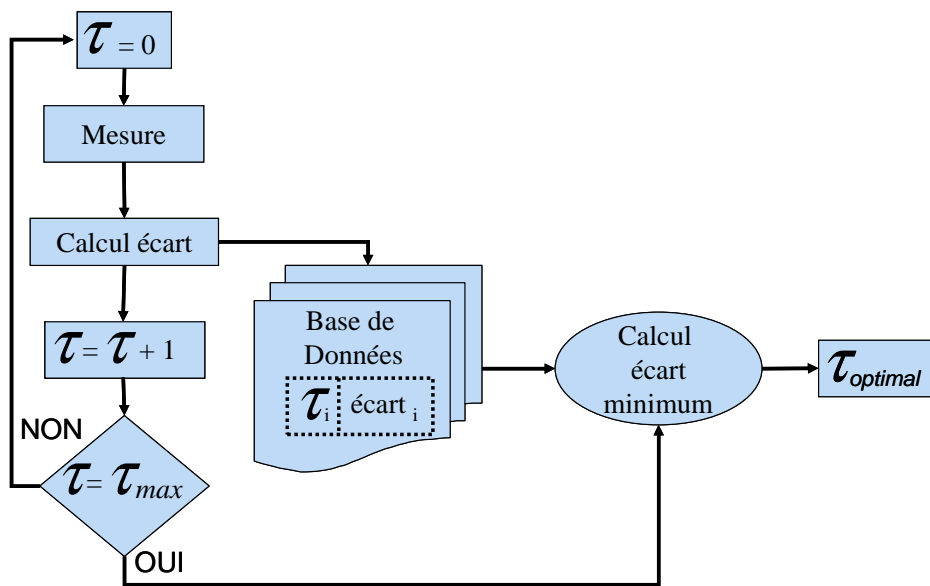 τ = 0
Mesure
Calcul écart
τ = τ + 1
NON
τ = τmax
OUI
Base de
Données
τi écart i
Calcul
écart
minimum
τoptimal